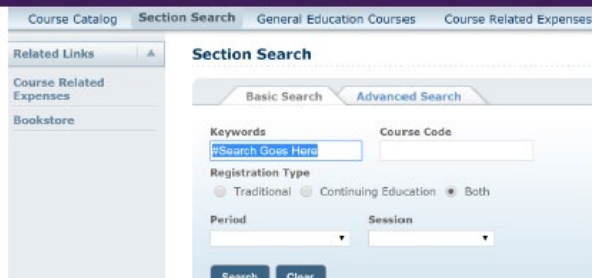 Course Catalog Section Search General Education Courses Course Related Expenses
Related Links
Section Search
Course Related
Expenses
Bookstore
Basic Search Advanced Search
Keywords Course Code
#Search Goes Here
Registration Type
Traditional Continuing Education Both
Period Session
Search Clear